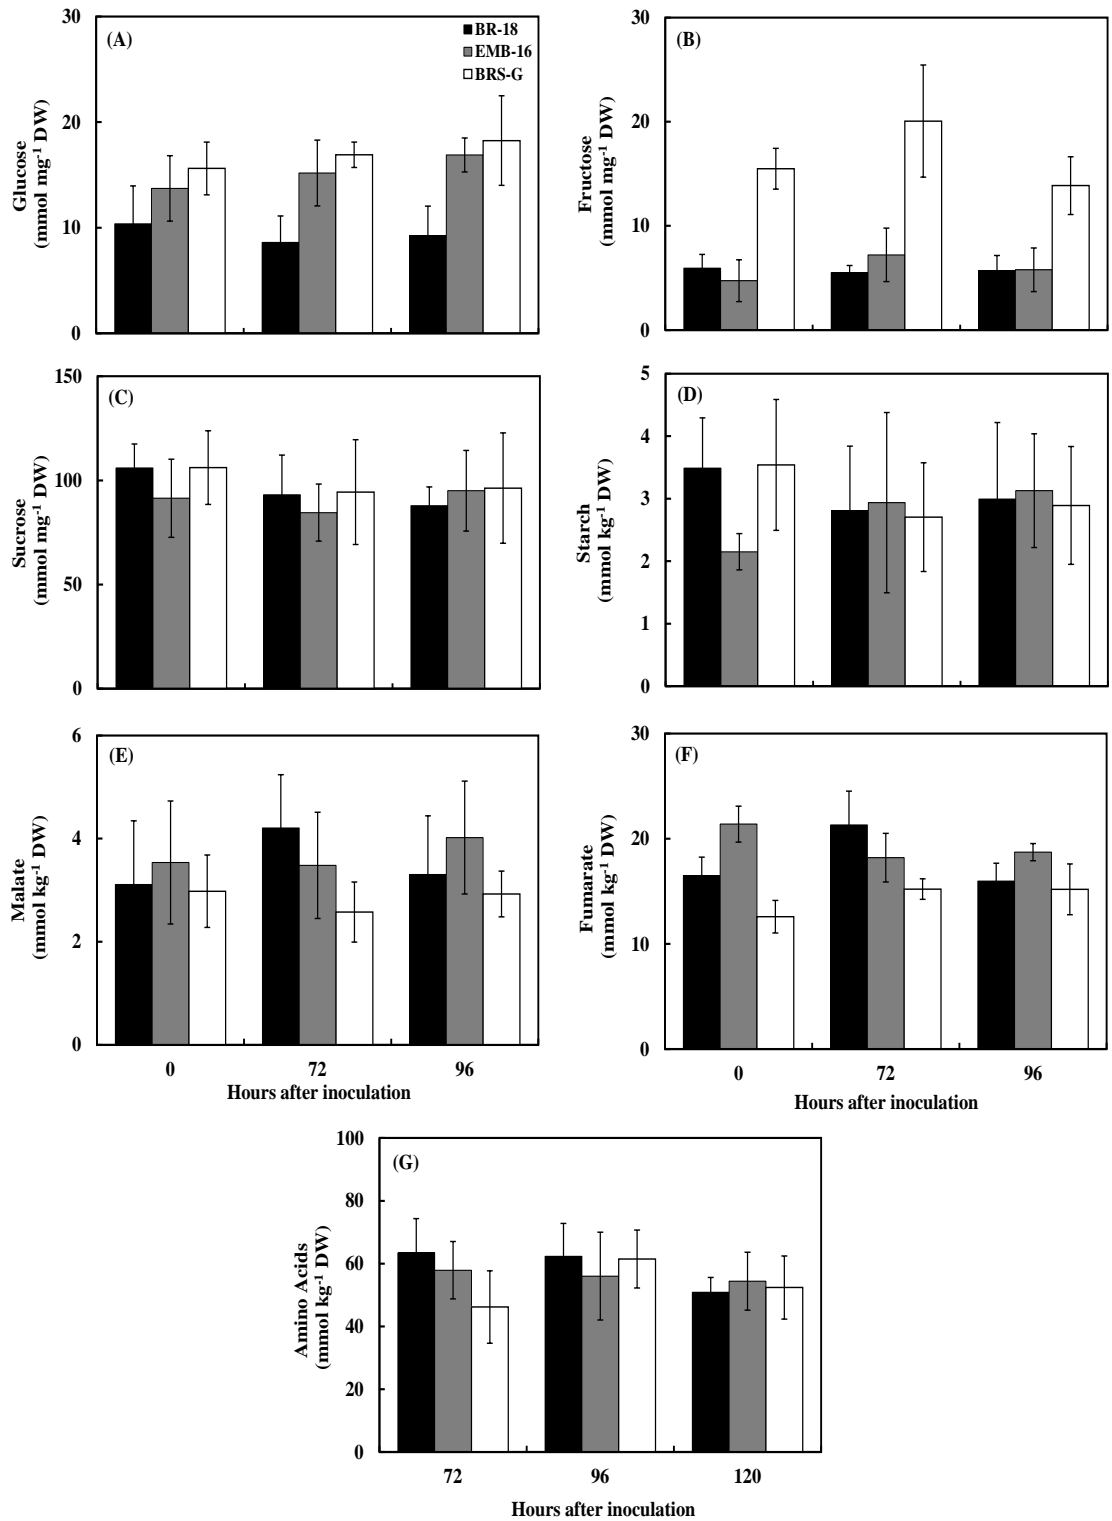 (A)
BR-18
EMB-16
BRS-G
30
20
10
0
Glucose
(mmol mg⁻¹ DW)
(B)
30
20
10
0
Fructose
(mmol mg⁻¹ DW)
(C)
150
100
50
0
Sucrose
(mmol mg⁻¹ DW)
(D)
5
4
3
2
1
0
Starch
(mmol kg⁻¹ DW)
(E)
6
4
2
0
Malate
(mmol kg⁻¹ DW)
0 72 96
Hours after inoculation
(F)
30
20
10
0
Fumarate
(mmol kg⁻¹ DW)
0 72 96
Hours after inoculation
(G)
100
80
60
40
20
0
Amino Acids
(mmol kg⁻¹ DW)
72 96 120
Hours after inoculation